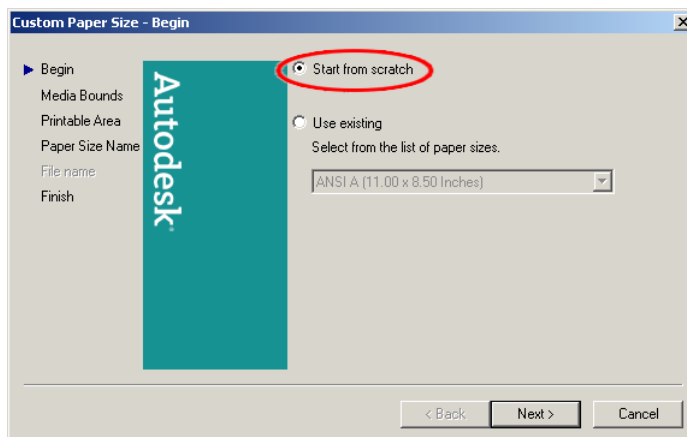 Custom Paper Size - Begin
Begin
Media Bounds
Printable Area
Paper Size Name
File name
Finish
Autodesk
Start from scratch
Use existing
Select from the list of paper sizes.
ANSI A (11.00 x 8.50 Inches)
< Back
Next >
Cancel